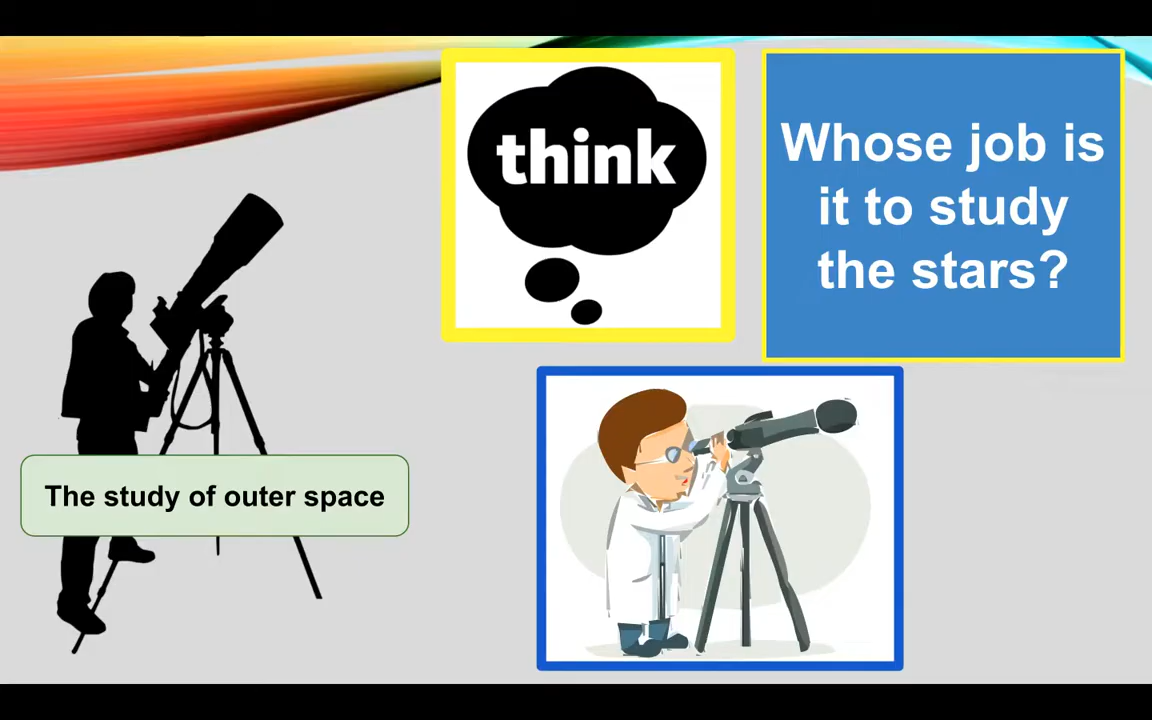 think
Whose job is
it to study
the stars?
The study of outer space